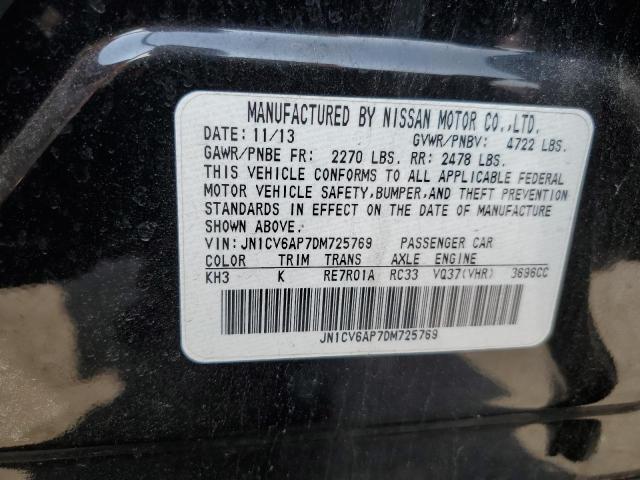 MANUFACTURED BY NISSAN MOTOR CO.,LTD.
DATE: 11/13 GVWR/PNBV: 4722 LBS.
GAWR/PNBE FR: 2270 LBS. RR: 2478 LBS.
THIS VEHICLE CONFORMS TO ALL APPLICABLE FEDERAL
MOTOR VEHICLE SAFETY,BUMPER,AND THEFT PREVENTION
STANDARDS IN EFFECT ON THE DATE OF MANUFACTURE
SHOWN ABOVE.
VIN: JN1CV6AP7DM725769 PASSENGER CAR
COLOR TRIM TRANS AXLE ENGINE
KH3 K RE7R01A RC33 VQ37(VHR) 3696CC
JN1CV6AP7DM725769